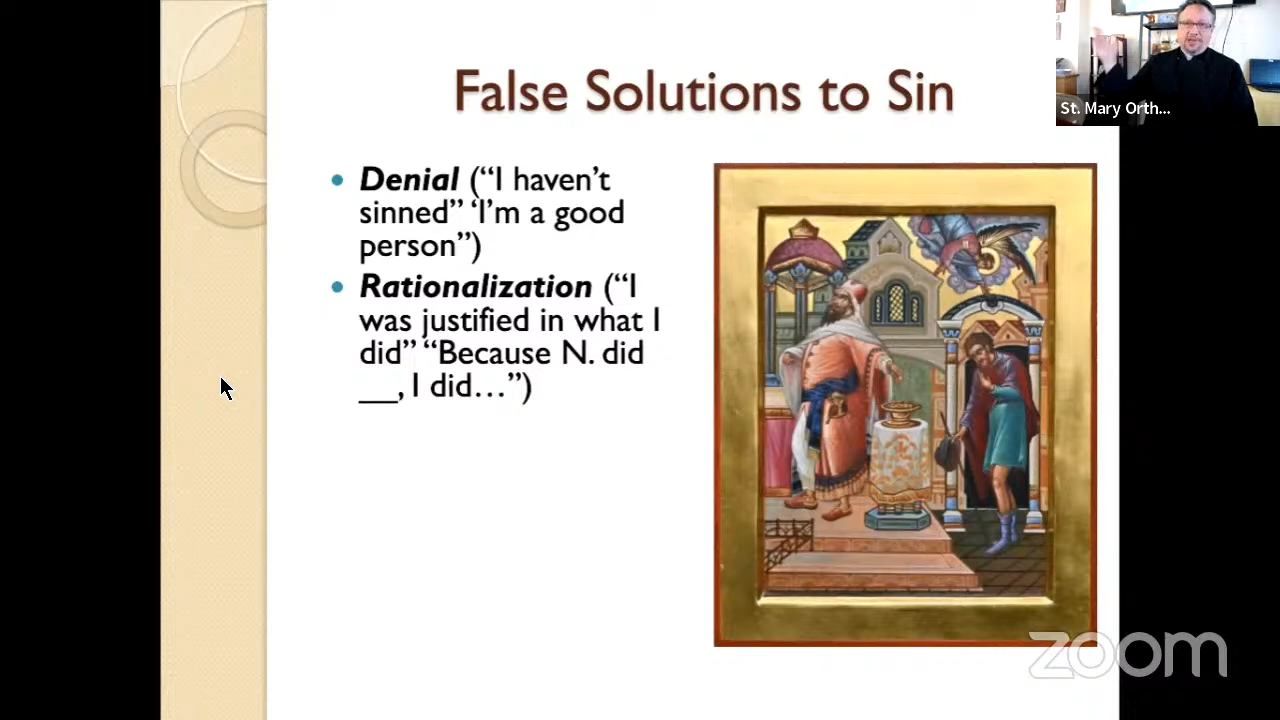 False Solutions to Sin
St. Mary Orth...
• Denial (“I haven’t
sinned” ‘I’m a good
person”)
• Rationalization (“I
was justified in what I
did” “Because N. did
__, I did…”)
zoom